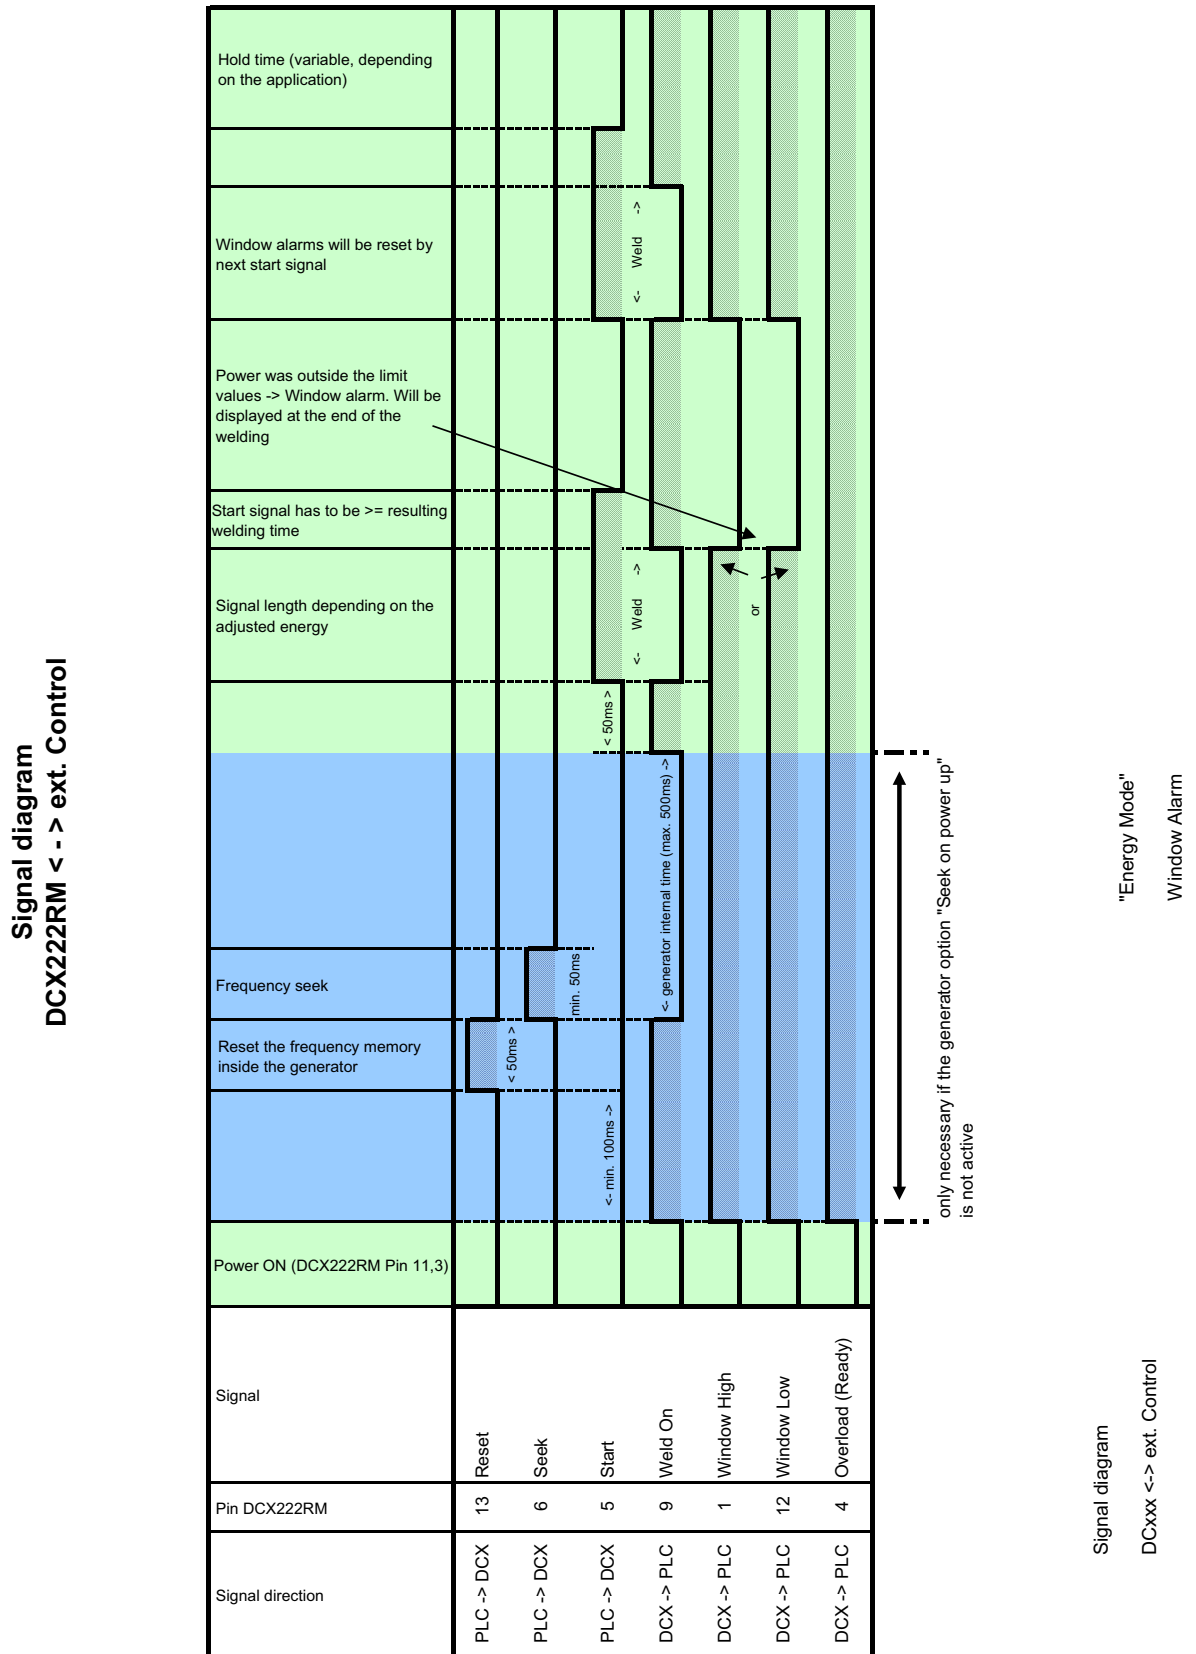 Signal diagram
DCX222RM < - > ext. Control
Hold time (variable, depending
on the application)
Window alarms will be reset by
next start signal
Power was outside the limit
values -> Window alarm. Will be
displayed at the end of the
welding
Start signal has to be >= resulting
welding time
Signal length depending on the
adjusted energy
Frequency seek
Reset the frequency memory
inside the generator
Power ON (DCX222RM Pin 11,3)
Signal
Pin DCX222RM
Signal direction
<- Weld ->
<- Weld ->
or
< 50ms >
<- generator internal time (max. 500ms) ->
min. 50ms
< 50ms >
<- min. 100ms ->
only necessary if the generator option "Seek on power up"
is not active
Reset
Seek
Start
Weld On
Window High
Window Low
Overload (Ready)
13
6
5
9
1
12
4
PLC -> DCX
PLC -> DCX
PLC -> DCX
DCX -> PLC
DCX -> PLC
DCX -> PLC
DCX -> PLC
"Energy Mode"
Window Alarm
Signal diagram
DCxxx <-> ext. Control